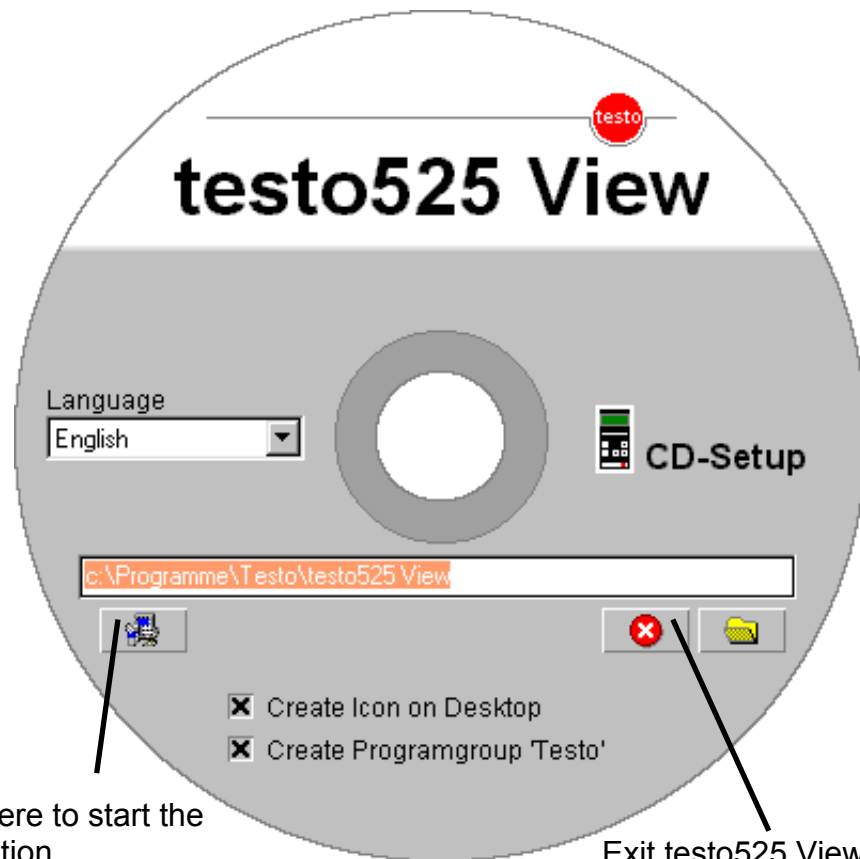 testo
testo525 View
Language
English
CD-Setup
c:\Programme\Testo\testo525 View
Create Icon on Desktop
Create Programgroup 'Testo'
to start the
Exit testo525 View